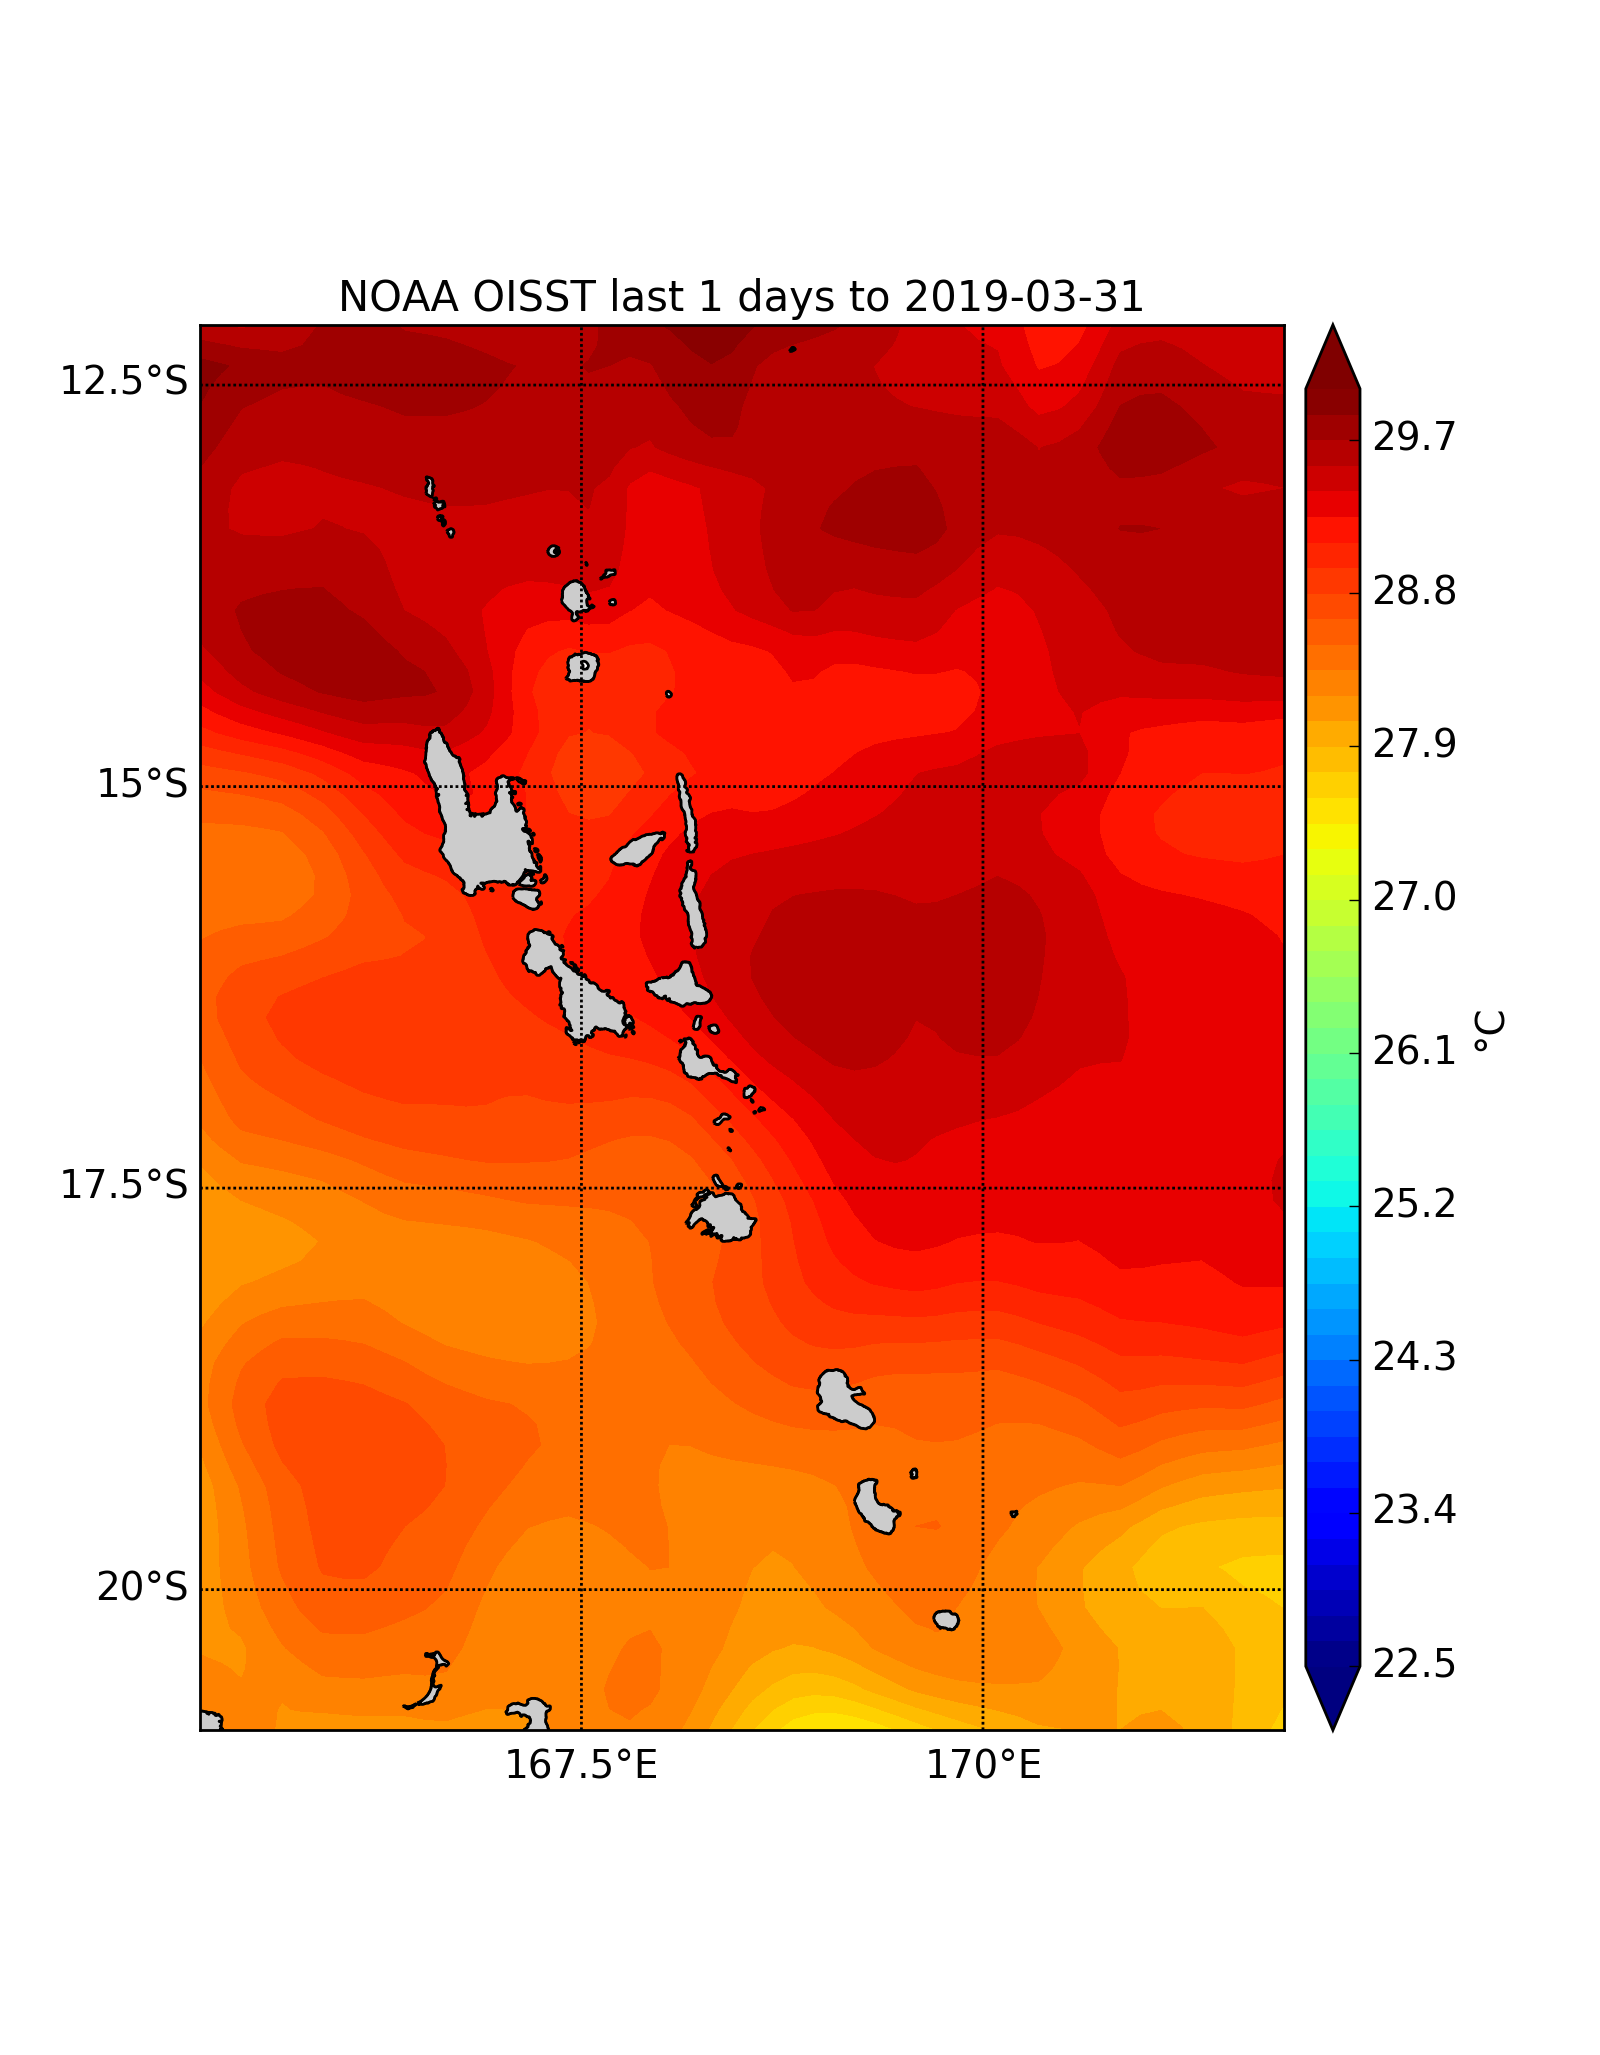 NOAA OISST last 1 days to 2019-03-31
12.5°S
15°S
17.5°S
20°S
167.5°E
170°E
29.7
28.8
27.9
27.0
26.1
25.2
24.3
23.4
22.5
°C